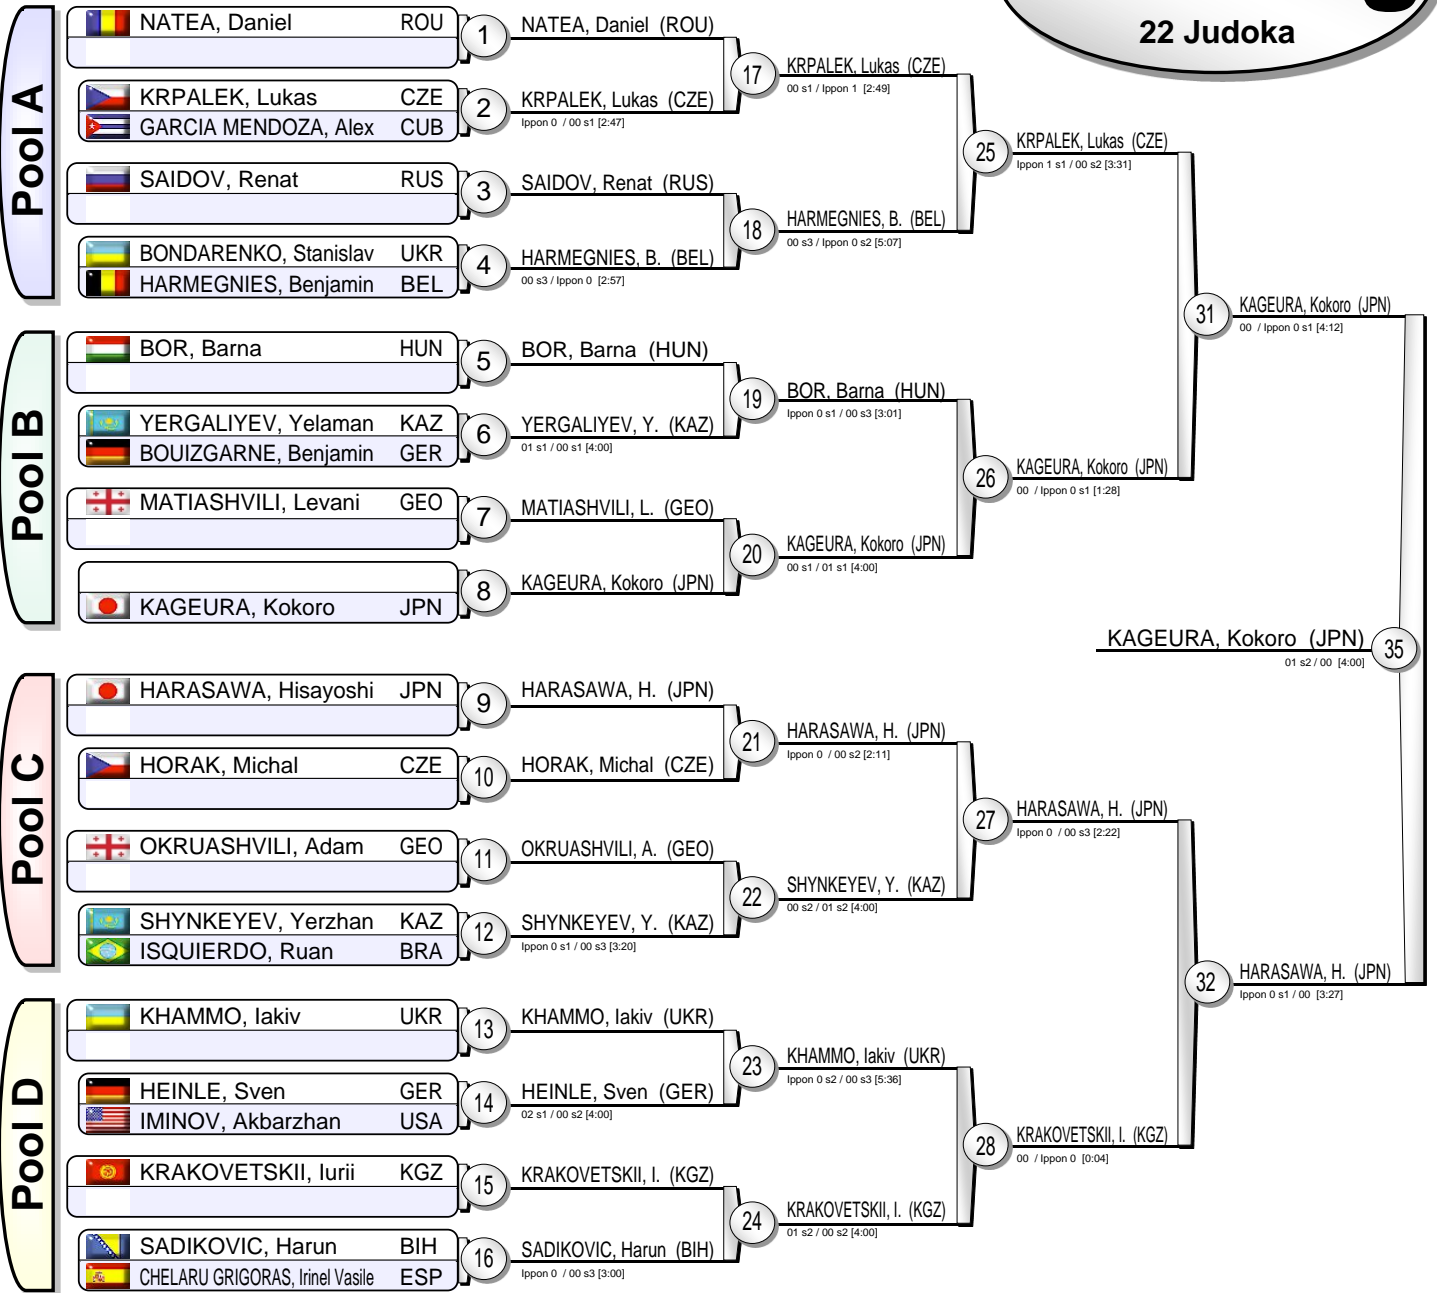 22 Judoka
Pool A
NATEA, Daniel ROU
1
NATEA, Daniel (ROU)
KRPALEK, Lukas CZE
GARCIA MENDOZA, Alex CUB
2
KRPALEK, Lukas (CZE)
Ippon 0 / 00 s1 [2:47]
17
KRPALEK, Lukas (CZE)
00 s1 / Ippon 1 [2:49]
SAIDOV, Renat RUS
3
SAIDOV, Renat (RUS)
BONDARENKO, Stanislav UKR
HARMEGNIES, Benjamin BEL
4
HARMEGNIES, B. (BEL)
00 s3 / Ippon 0 [2:57]
18
HARMEGNIES, B. (BEL)
00 s3 / Ippon 0 s2 [5:07]
25
KRPALEK, Lukas (CZE)
Ippon 1 s1 / 00 s2 [3:31]
Pool B
BOR, Barna HUN
5
BOR, Barna (HUN)
YERGALIYEV, Yelaman KAZ
BOUIZGARNE, Benjamin GER
6
YERGALIYEV, Y. (KAZ)
01 s1 / 00 s1 [4:00]
19
BOR, Barna (HUN)
Ippon 0 s1 / 00 s3 [3:01]
MATIASHVILI, Levani GEO
7
MATIASHVILI, L. (GEO)
KAGEURA, Kokoro JPN
8
KAGEURA, Kokoro (JPN)
20
KAGEURA, Kokoro (JPN)
00 s1 / 01 s1 [4:00]
26
KAGEURA, Kokoro (JPN)
00 / Ippon 0 s1 [1:28]
31
KAGEURA, Kokoro (JPN)
00 / Ippon 0 s1 [4:12]
KAGEURA, Kokoro (JPN)
35
01 s2 / 00 [4:00]
Pool C
HARASAWA, Hisayoshi JPN
9
HARASAWA, H. (JPN)
HORAK, Michal CZE
10
HORAK, Michal (CZE)
21
HARASAWA, H. (JPN)
Ippon 0 / 00 s2 [2:11]
OKRUASHVILI, Adam GEO
11
OKRUASHVILI, A. (GEO)
SHYNKEYEV, Yerzhan KAZ
ISQUIERDO, Ruan BRA
12
SHYNKEYEV, Y. (KAZ)
Ippon 0 s1 / 00 s3 [3:20]
22
SHYNKEYEV, Y. (KAZ)
00 s2 / 01 s2 [4:00]
27
HARASAWA, H. (JPN)
Ippon 0 / 00 s3 [2:22]
Pool D
KHAMMO, Iakiv UKR
13
KHAMMO, Iakiv (UKR)
HEINLE, Sven GER
IMINOV, Akbarzhan USA
14
HEINLE, Sven (GER)
02 s1 / 00 s2 [4:00]
23
KHAMMO, Iakiv (UKR)
Ippon 0 s2 / 00 s3 [5:36]
KRAKOVETSKII, Iurii KGZ
15
KRAKOVETSKII, I. (KGZ)
SADIKOVIC, Harun BIH
CHELARU GRIGORAS, Irinel Vasile ESP
16
SADIKOVIC, Harun (BIH)
Ippon 0 / 00 s3 [3:00]
24
KRAKOVETSKII, I. (KGZ)
01 s2 / 00 s2 [4:00]
28
KRAKOVETSKII, I. (KGZ)
00 / Ippon 0 [0:04]
32
HARASAWA, H. (JPN)
Ippon 0 s1 / 00 [3:27]